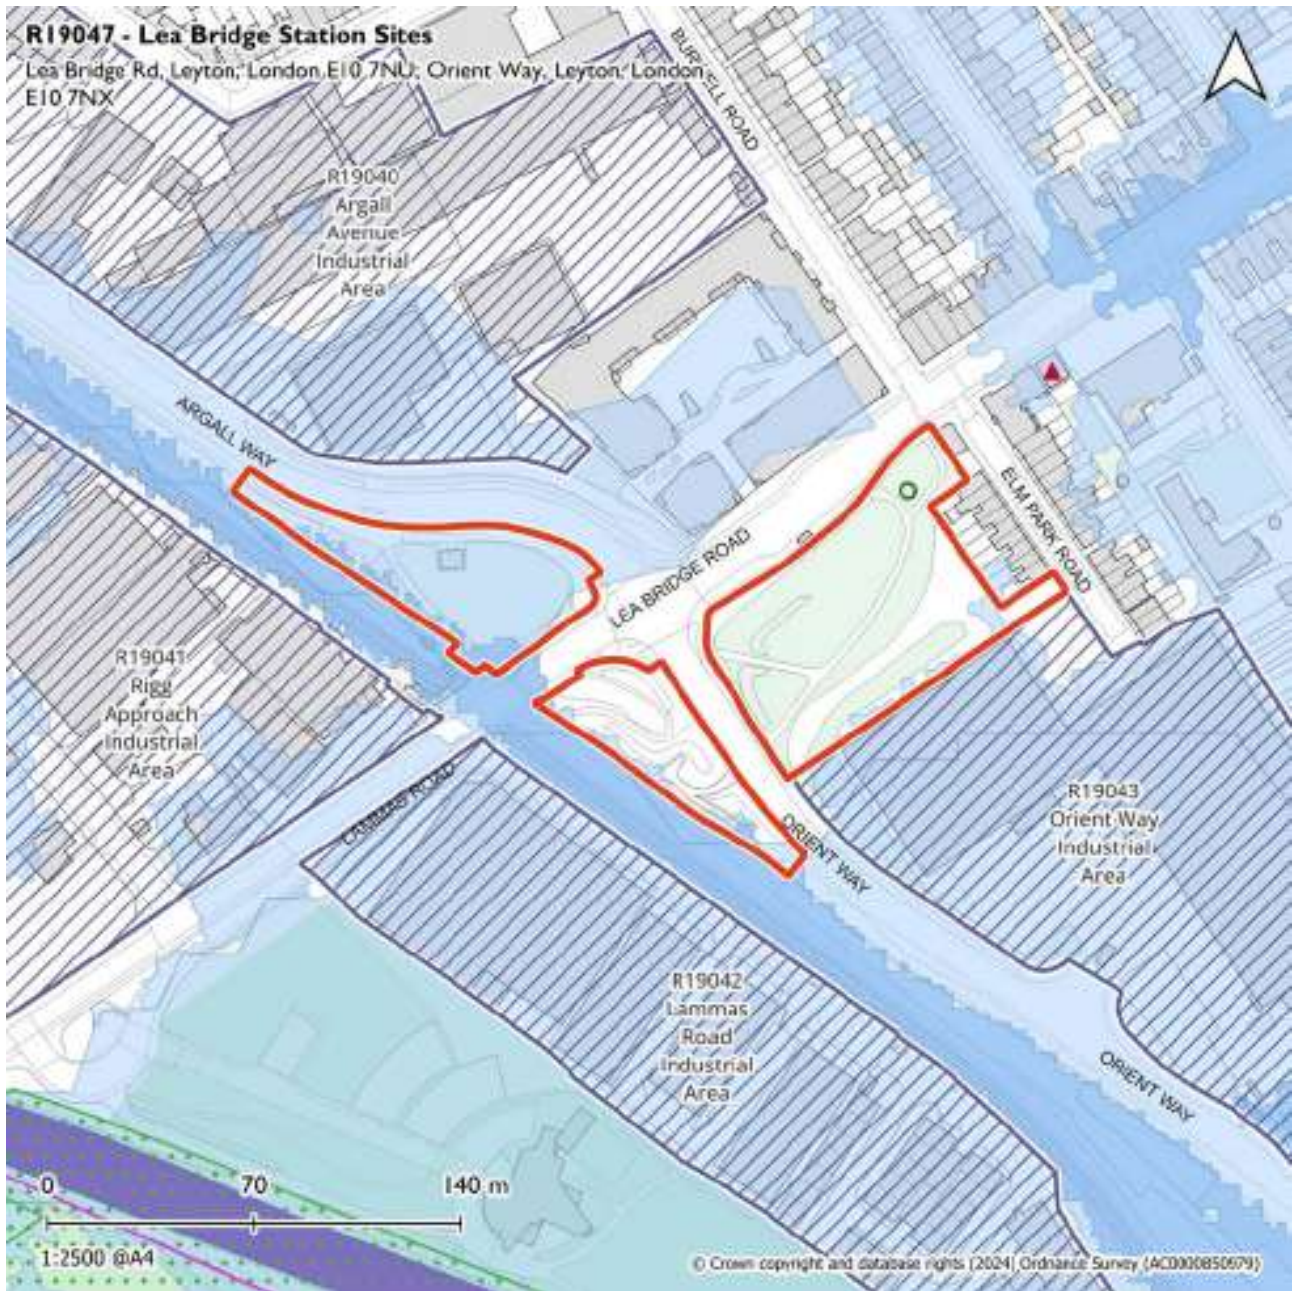 R19047 - Lea Bridge Station Sites
Lea Bridge Rd, Leyton, London E10 7NU; Orient Way, Leyton, London
E10 7NX
BURWELL ROAD
R19040
Argall
Avenue
Industrial
Area
ARGALL WAY
ELM PARK ROAD
LEA BRIDGE ROAD
R19041
Rigg
Approach
Industrial
Area
LAMMAS ROAD
R19043
Orient Way
Industrial
Area
ORIENT WAY
R19042
Lammas
Road
Industrial
Area
ORIENT WAY
0 70 140 m
1:2500 @A4
© Crown copyright and database rights (2024) Ordnance Survey (AC0000850979)